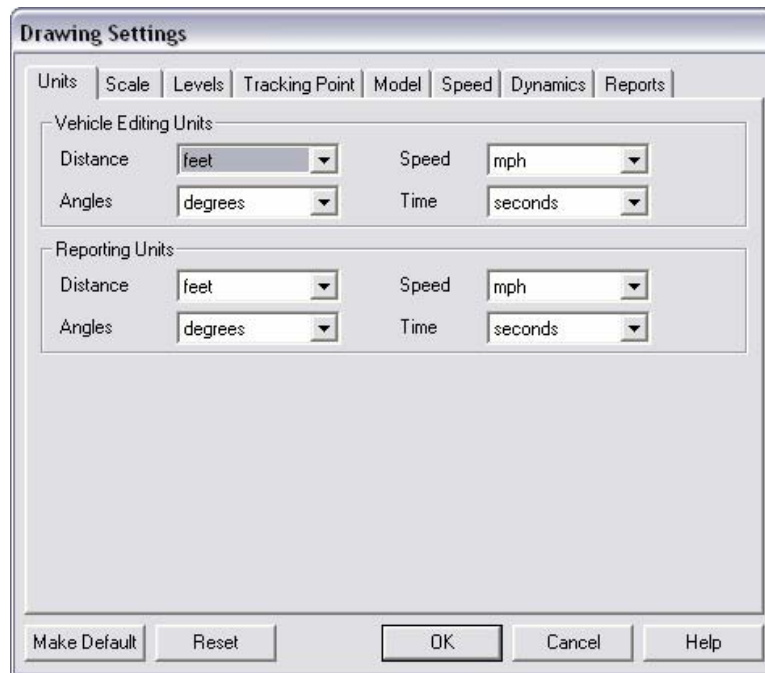 Drawing Settings
Units Scale Levels Tracking Point Model Speed Dynamics Reports
Vehicle Editing Units
Distance feet Speed mph
Angles degrees Time seconds
Reporting Units
Distance feet Speed mph
Angles degrees Time seconds
Make Default Reset OK Cancel Help